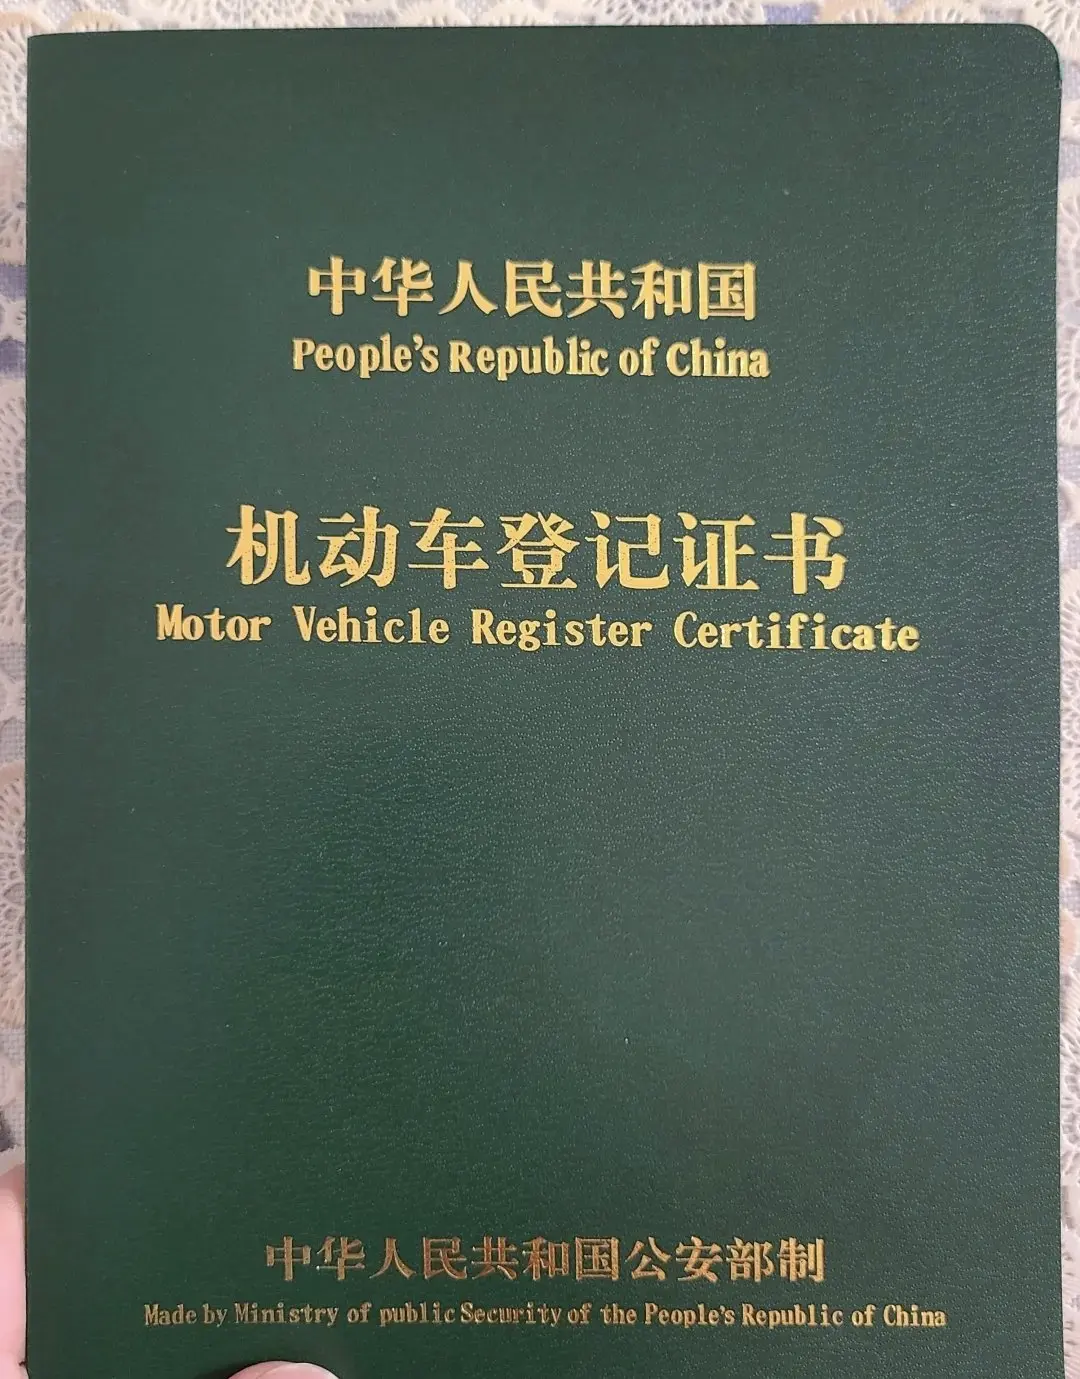 中华人民共和国
People's Republic of China
机动车登记证书
Motor Vehicle Register Certificate
中华人民共和国公安部制
Made by Ministry of public Security of the People's Republic of China